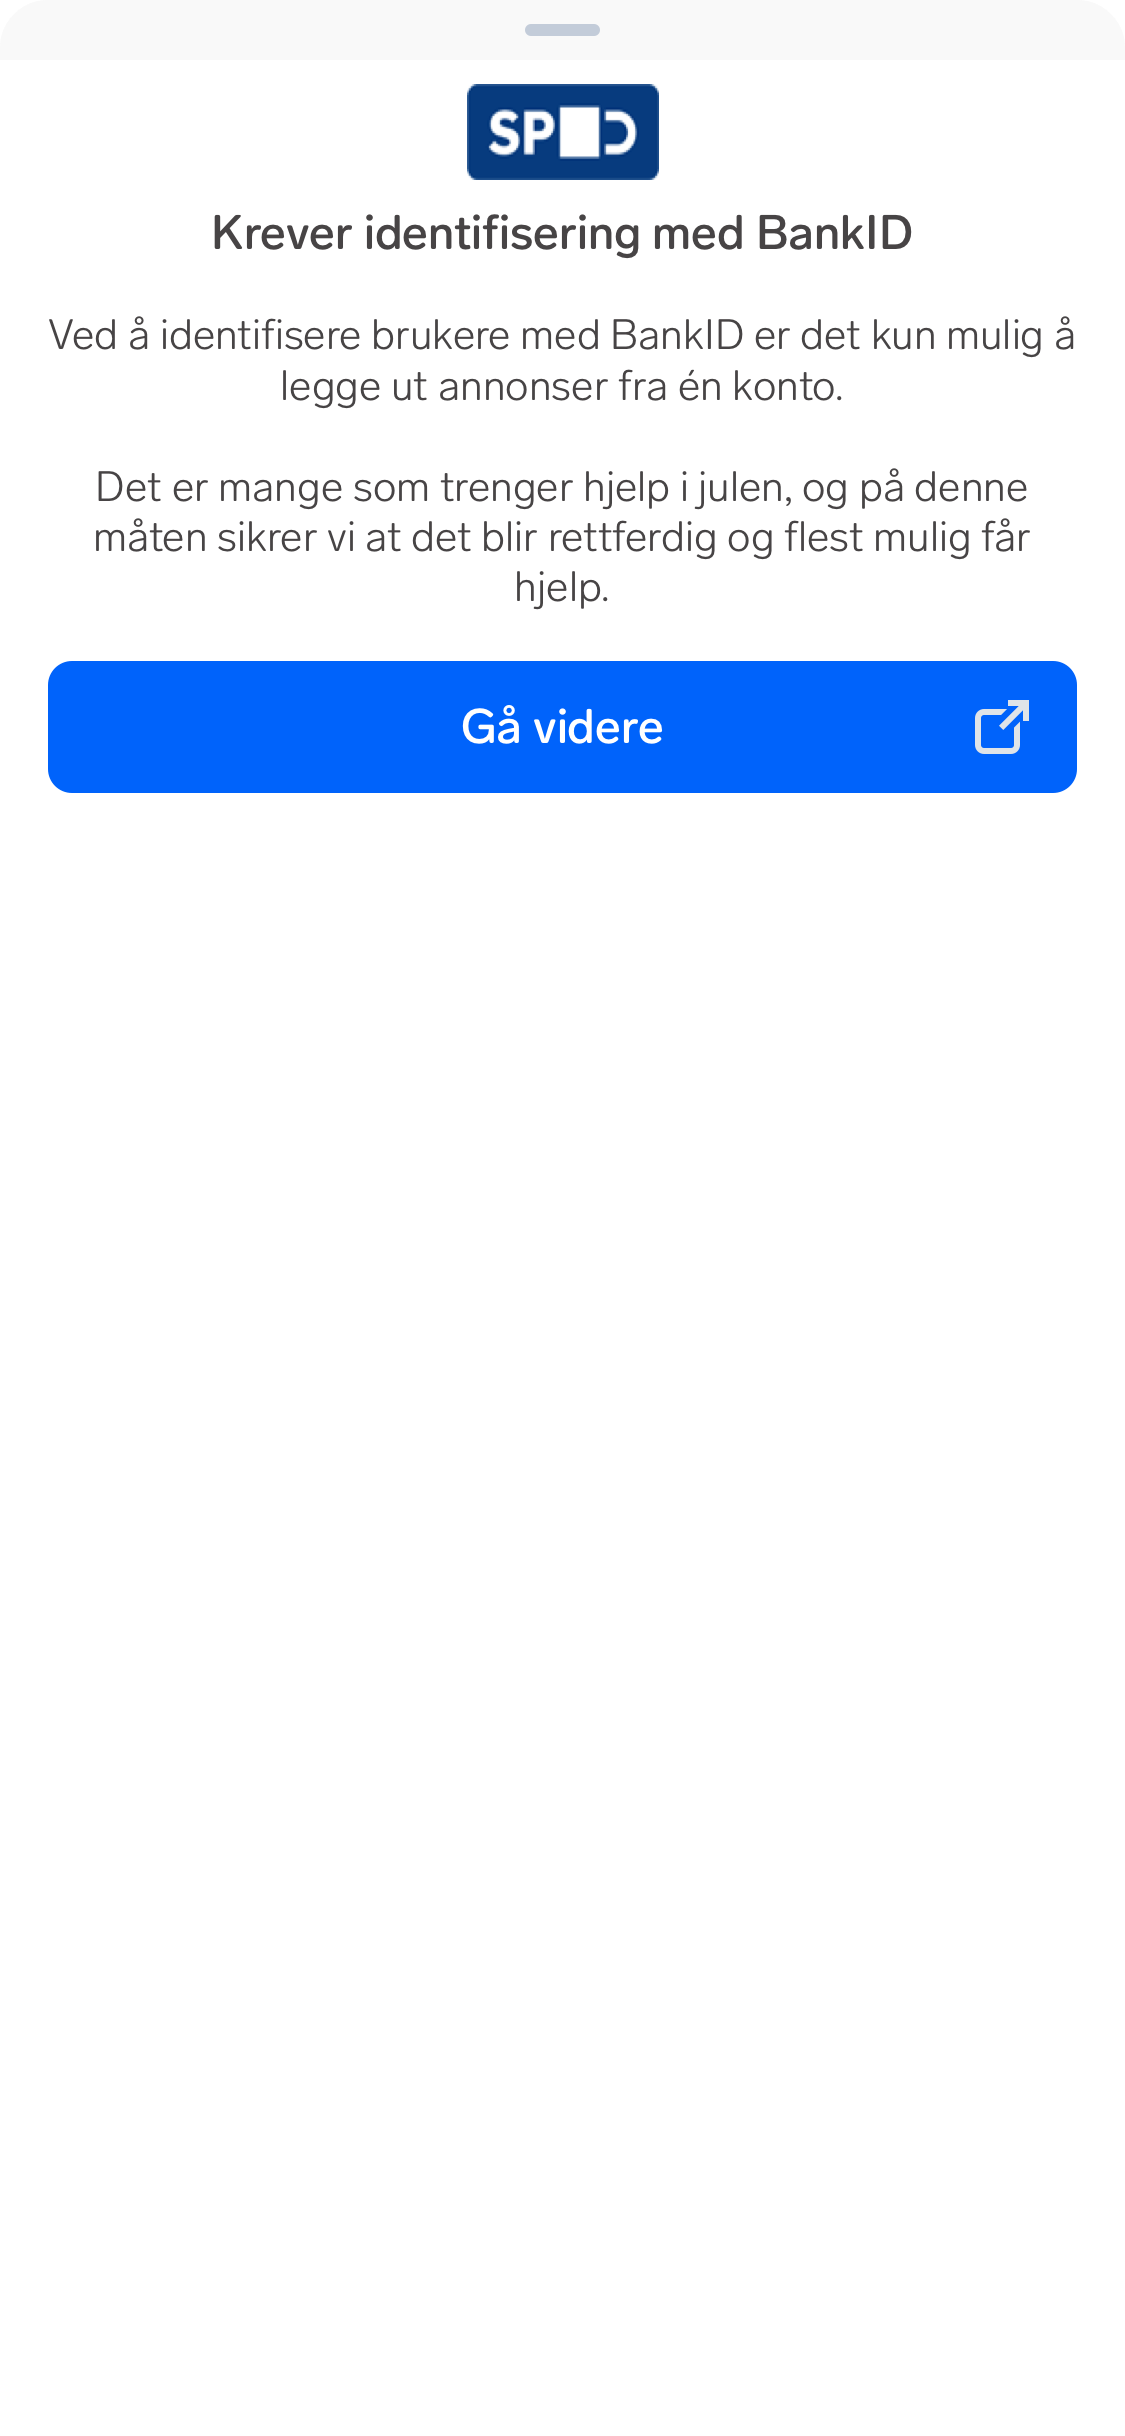 SPD
Krever identifisering med BankID
Ved å identifisere brukere med BankID er det kun mulig å
legge ut annonser fra én konto.
Det er mange som trenger hjelp i julen, og på denne
måten sikrer vi at det blir rettferdig og flest mulig får
hjelp.
Gå videre